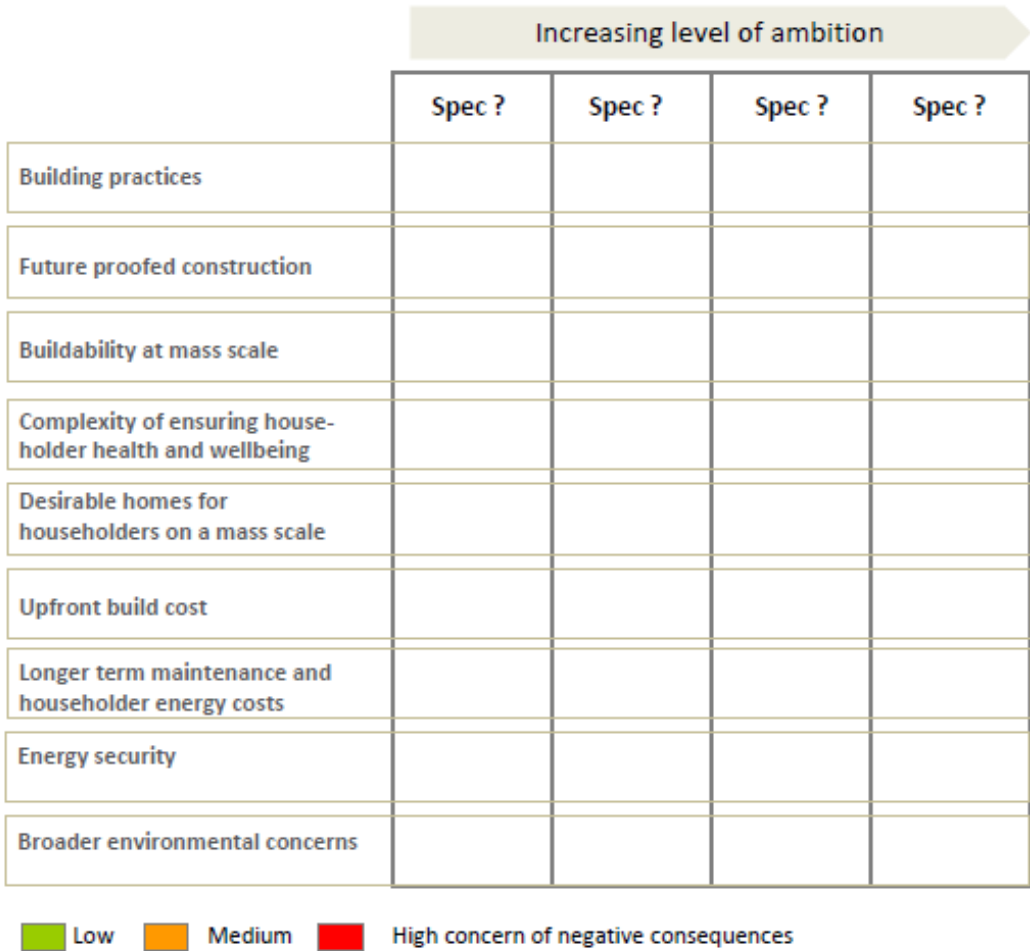 Increasing level of ambition
Spec ? Spec ? Spec ? Spec ?
Building practices
Future proofed construction
Buildability at mass scale
Complexity of ensuring house-
holder health and wellbeing
Desirable homes for
householders on a mass scale
Upfront build cost
Longer term maintenance and
householder energy costs
Energy security
Broader environmental concerns
Low Medium High concern of negative consequences